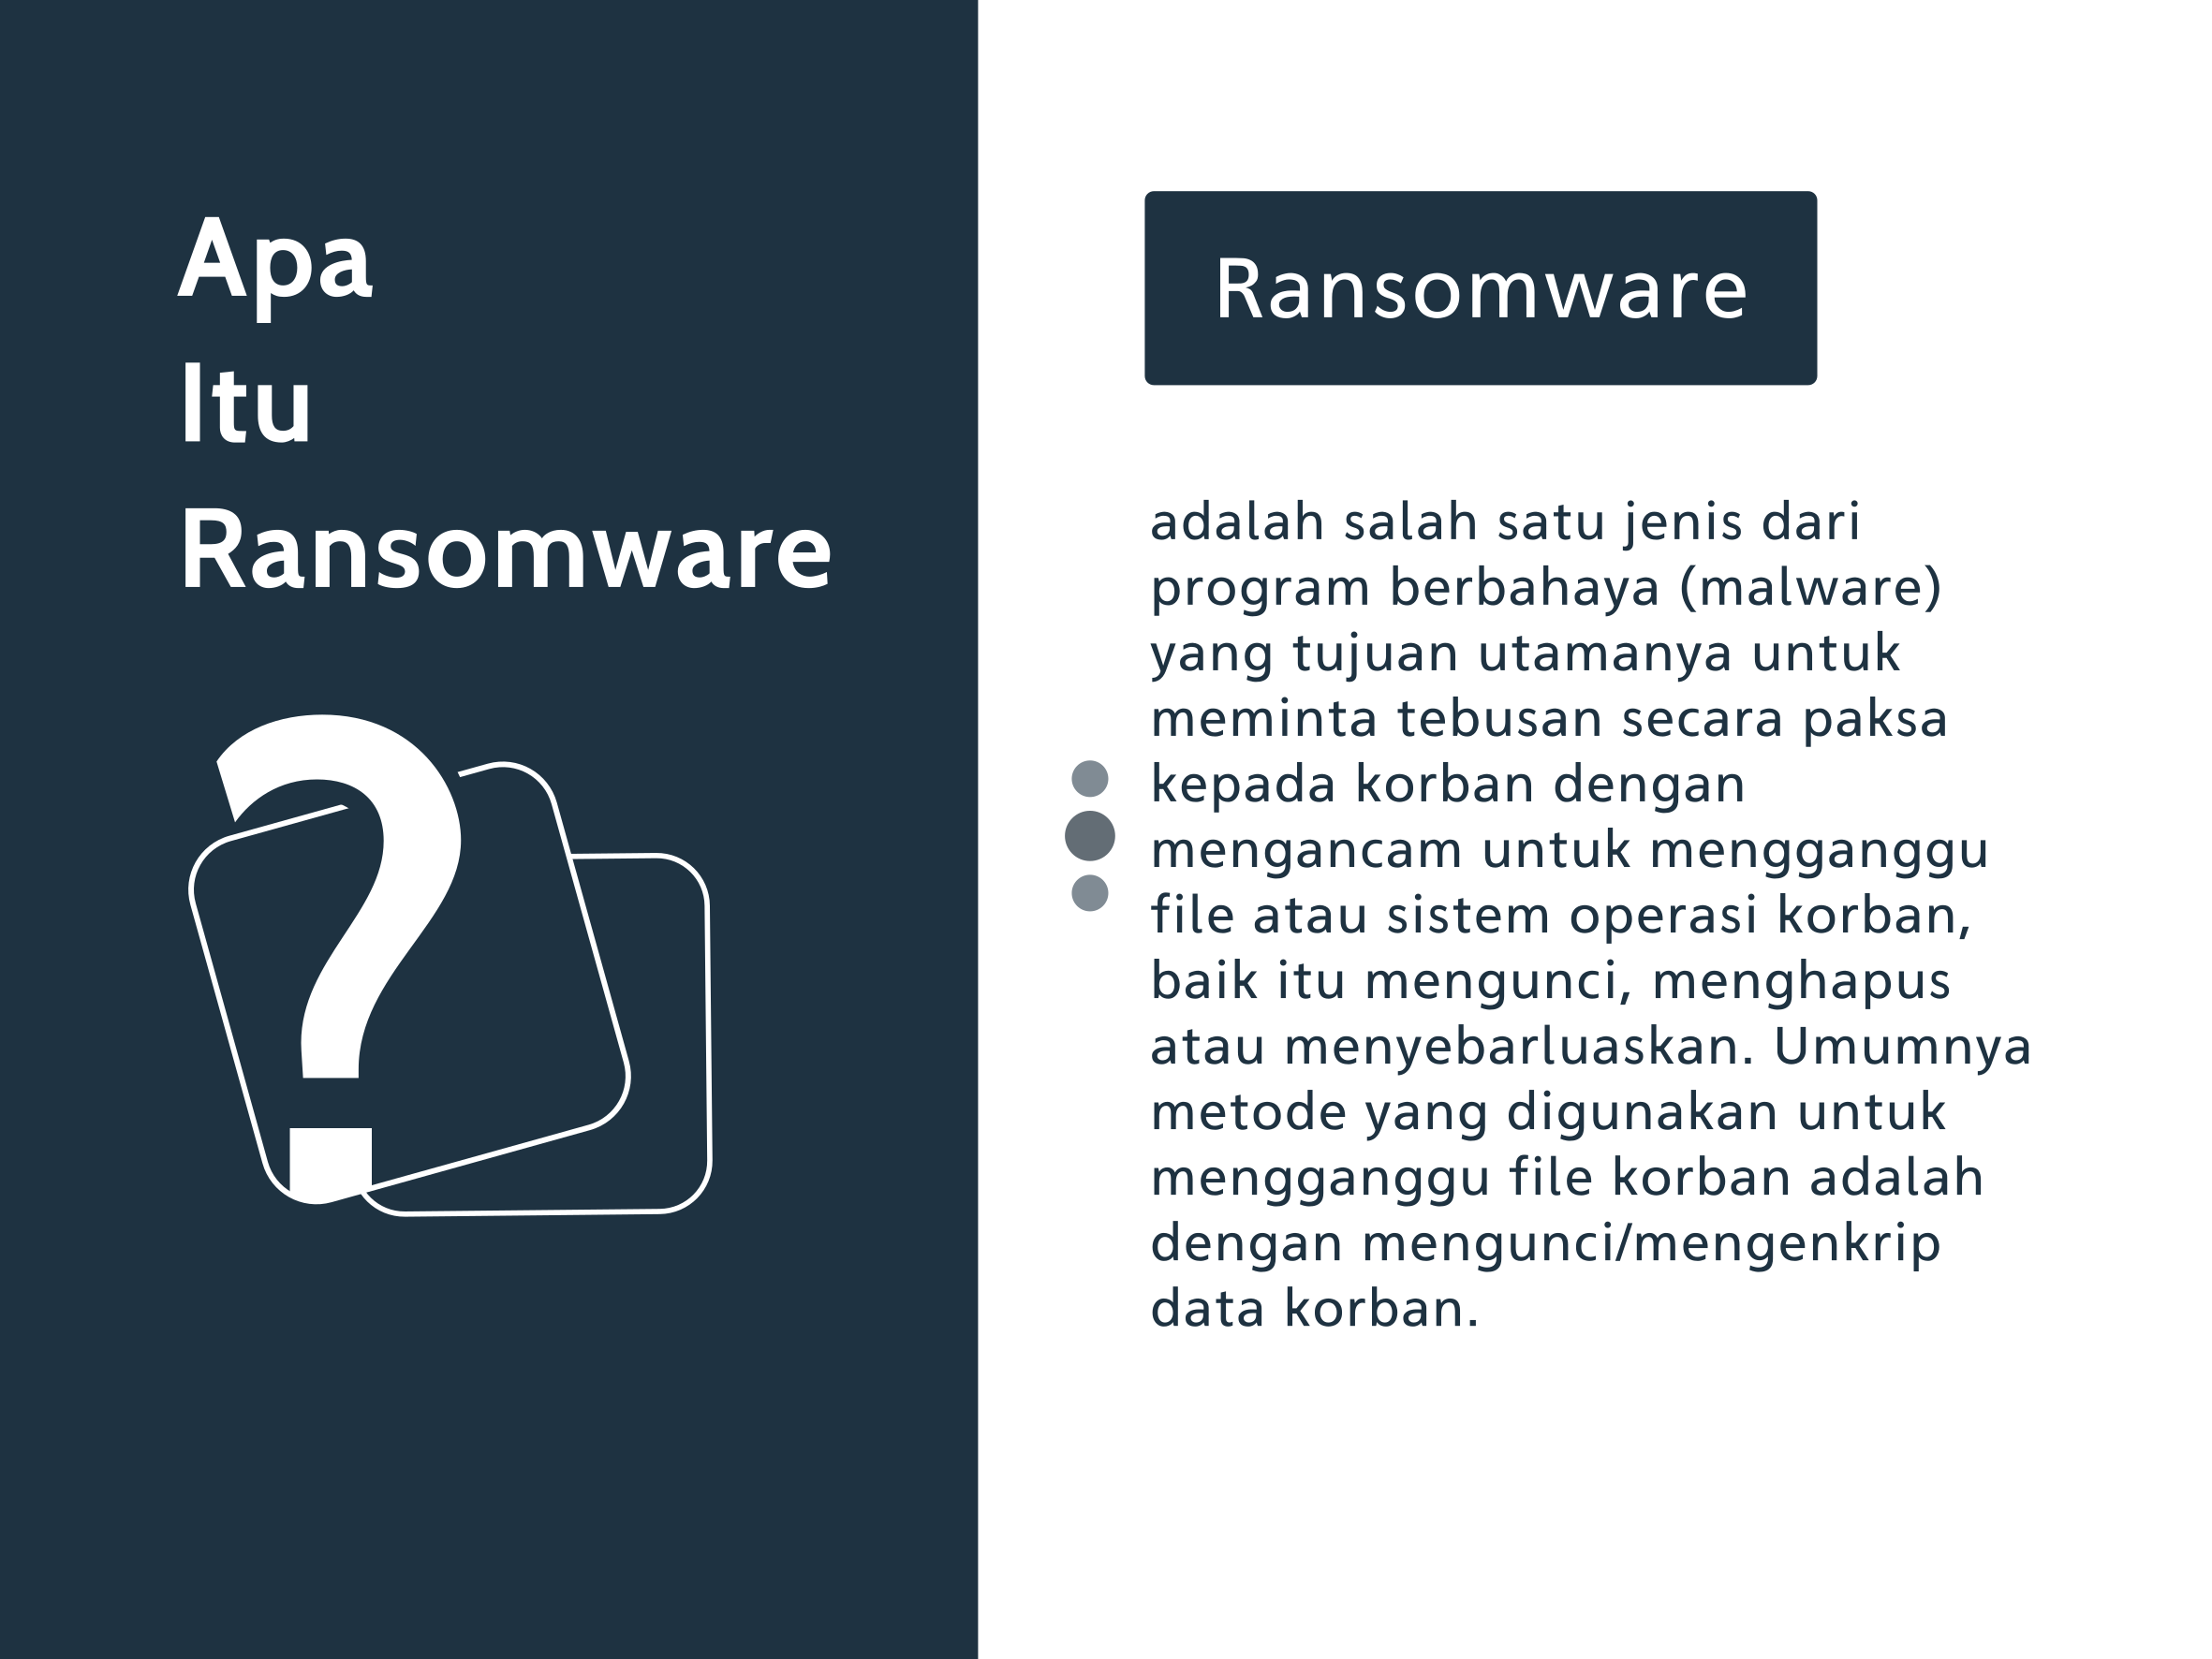 Apa
Itu
Ransomware
?
Ransomware
adalah salah satu jenis dari
program berbahaya (malware)
yang tujuan utamanya untuk
meminta tebusan secara paksa
kepada korban dengan
mengancam untuk mengganggu
file atau sistem operasi korban,
baik itu mengunci, menghapus
atau menyebarluaskan. Umumnya
metode yang digunakan untuk
mengganggu file korban adalah
dengan mengunci/mengenkrip
data korban.